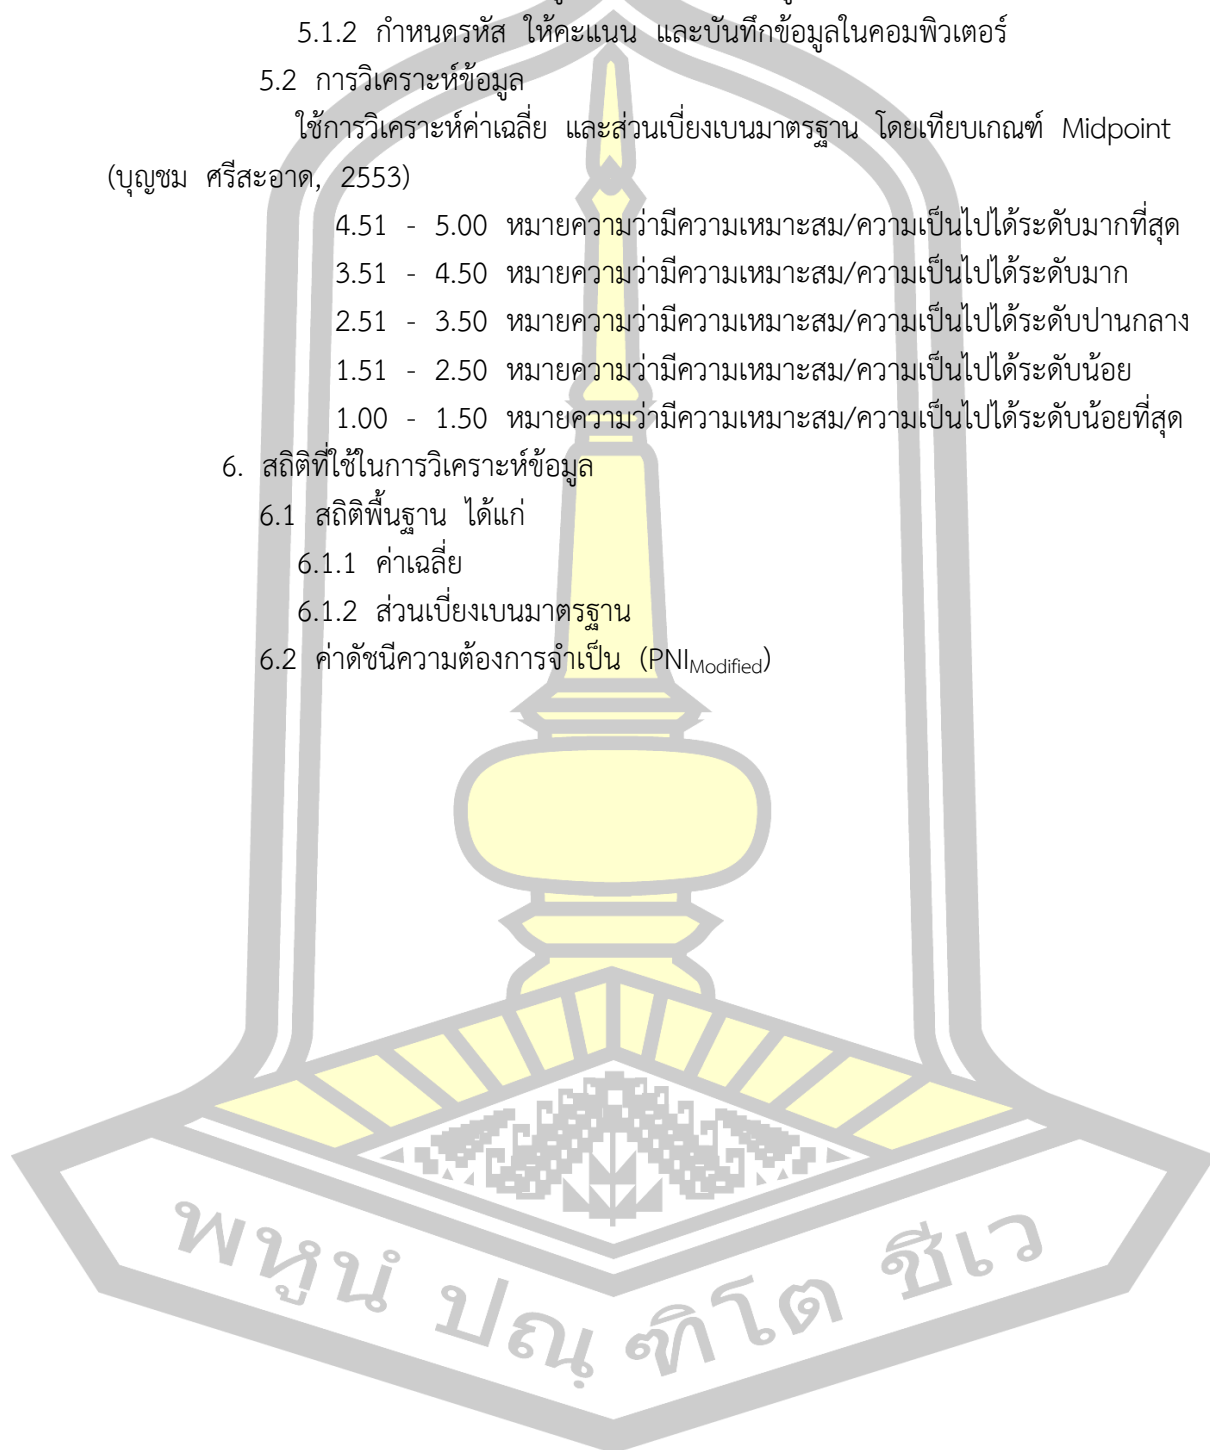 5.1.2 กำหนดรหัส ให้คะแนน และบันทึกข้อมูลในคอมพิวเตอร์
5.2 การวิเคราะห์ข้อมูล
ใช้การวิเคราะห์ค่าเฉลี่ย และส่วนเบี่ยงเบนมาตรฐาน โดยเทียบเกณฑ์ Midpoint
(บุญชม ศรีสะอาด, 2553)
4.51 - 5.00 หมายความว่ามีความเหมาะสม/ความเป็นไปได้ระดับมากที่สุด
3.51 - 4.50 หมายความว่ามีความเหมาะสม/ความเป็นไปได้ระดับมาก
2.51 - 3.50 หมายความว่ามีความเหมาะสม/ความเป็นไปได้ระดับปานกลาง
1.51 - 2.50 หมายความว่ามีความเหมาะสม/ความเป็นไปได้ระดับน้อย
1.00 - 1.50 หมายความว่ามีความเหมาะสม/ความเป็นไปได้ระดับน้อยที่สุด
6. สถิติที่ใช้ในการวิเคราะห์ข้อมูล
6.1 สถิติพื้นฐาน ได้แก่
6.1.1 ค่าเฉลี่ย
6.1.2 ส่วนเบี่ยงเบนมาตรฐาน
6.2 ค่าดัชนีความต้องการจำเป็น (PNIModified)
พหูนํ ปณฺฑิโต ชีเว